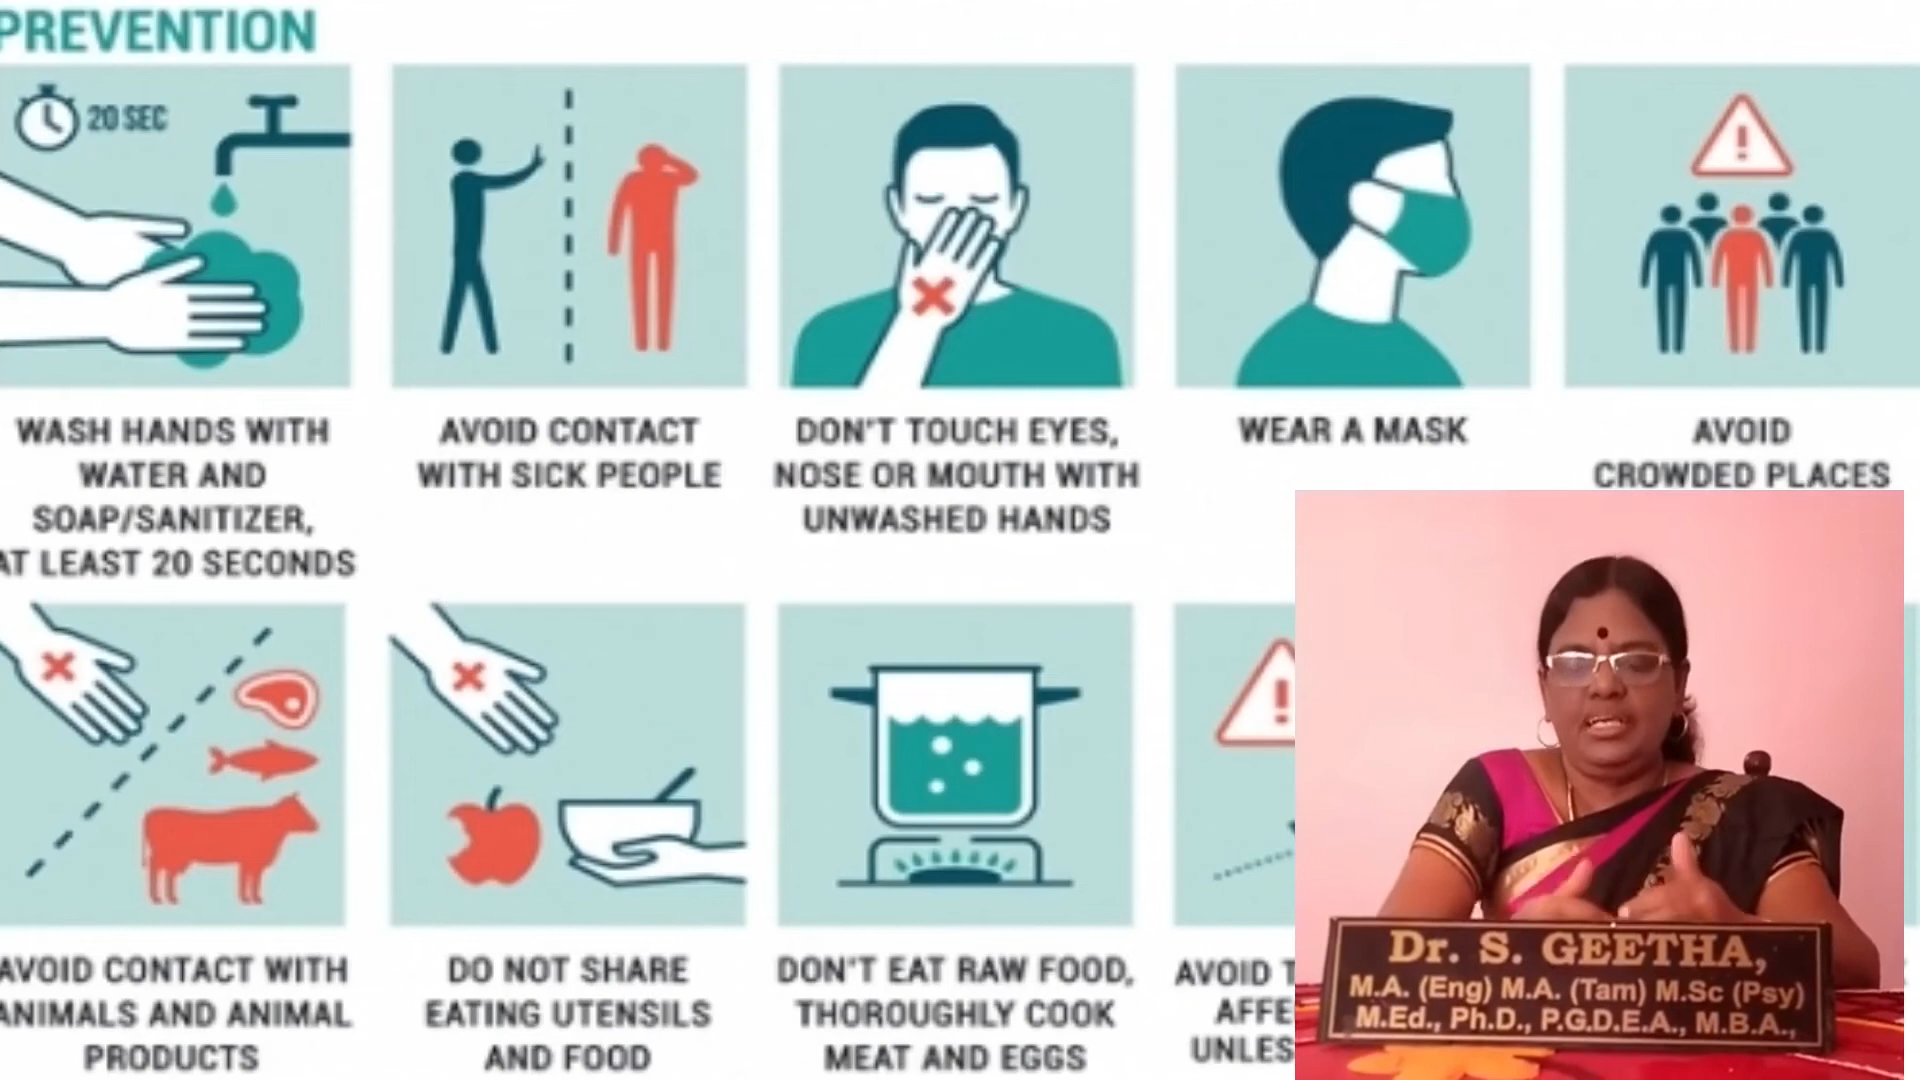 PREVENTION
20 SEC
WASH HANDS WITH
WATER AND
SOAP/SANITIZER,
AT LEAST 20 SECONDS
AVOID CONTACT
WITH SICK PEOPLE
DON'T TOUCH EYES,
NOSE OR MOUTH WITH
UNWASHED HANDS
WEAR A MASK
AVOID
CROWDED PLACES
AVOID CONTACT WITH
ANIMALS AND ANIMAL
PRODUCTS
DO NOT SHARE
EATING UTENSILS
AND FOOD
DON'T EAT RAW FOOD,
THOROUGHLY COOK
MEAT AND EGGS
AVOID
Dr. S. GEETHA,
M.A. (Eng) M.A. (Tam) M.Sc (Psy)
M.Ed., Ph.D., P.G.D.E.A., M.B.A.,